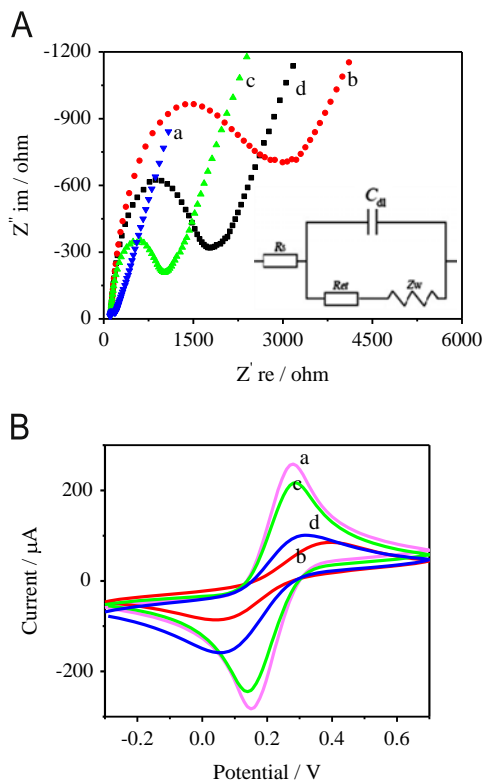 A
-1200
-900
-600
-300
0
Z'' im / ohm
a
c
d
b
C dl
Rs
Ret
Zw
0
1500
3000
4500
6000
Z' re / ohm
B
200
0
-200
Current / μA
a
c
d
b
-0.2
0.0
0.2
0.4
0.6
Potential / V